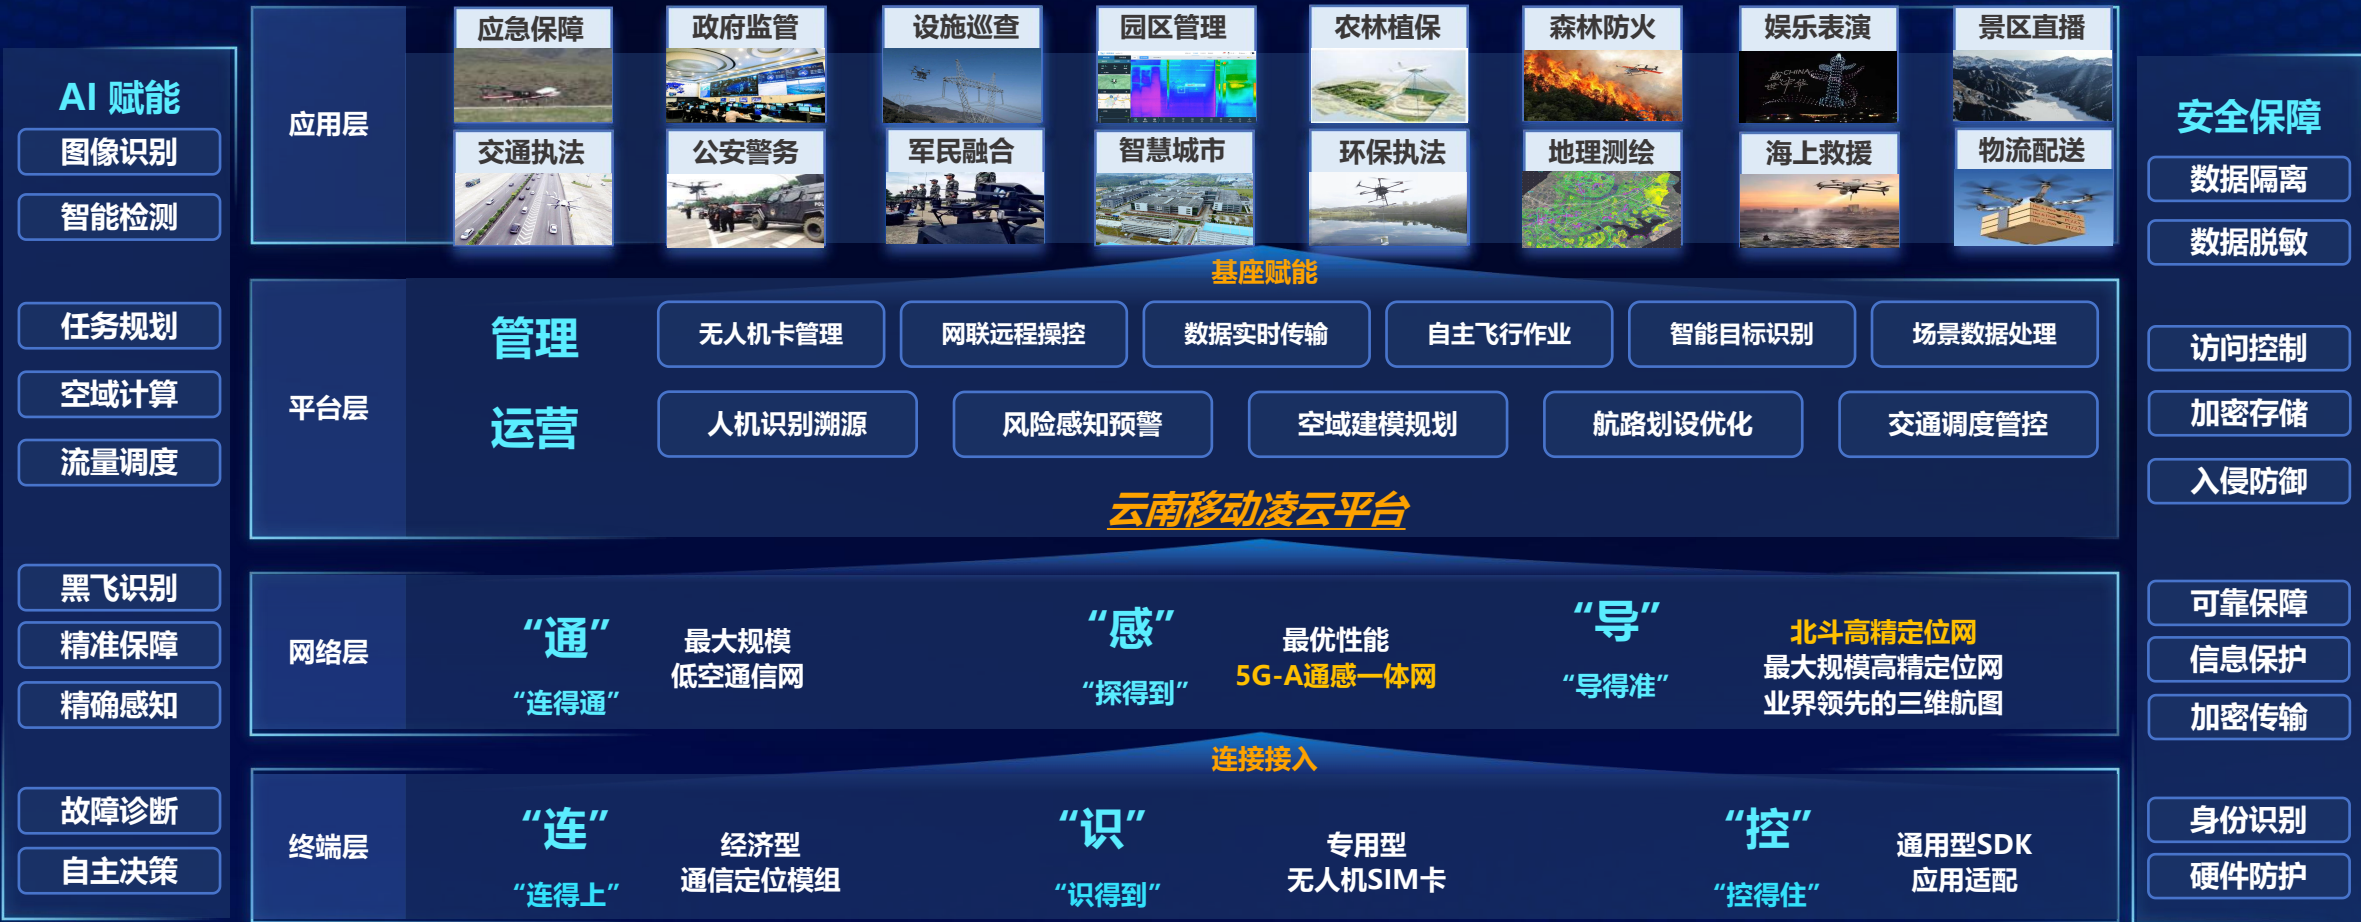 AI 赋能
图像识别
智能检测
任务规划
空域计算
流量调度
黑飞识别
精准保障
精确感知
故障诊断
自主决策
应用层
应急保障
政府监管
设施巡查
园区管理
农林植保
森林防火
娱乐表演
景区直播
交通执法
公安警务
军民融合
智慧城市
环保执法
地理测绘
海上救援
物流配送
基座赋能
平台层
管理
无人机卡管理
网联远程操控
数据实时传输
自主飞行作业
智能目标识别
场景数据处理
运营
人机识别溯源
风险感知预警
空域建模规划
航路划设优化
交通调度管控
云南移动凌云平台
网络层
“通”
“连得通”
最大规模
低空通信网
“感”
“探得到”
最优性能
5G-A通感一体网
“导”
“导得准”
北斗高精定位网
最大规模高精定位网
业界领先的三维航图
连接接入
终端层
“连”
“连得上”
经济型
通信定位模组
“识”
“识得到”
专用型
无人机SIM卡
“控”
“控得住”
通用型SDK
应用适配
安全保障
数据隔离
数据脱敏
访问控制
加密存储
入侵防御
可靠保障
信息保护
加密传输
身份识别
硬件防护